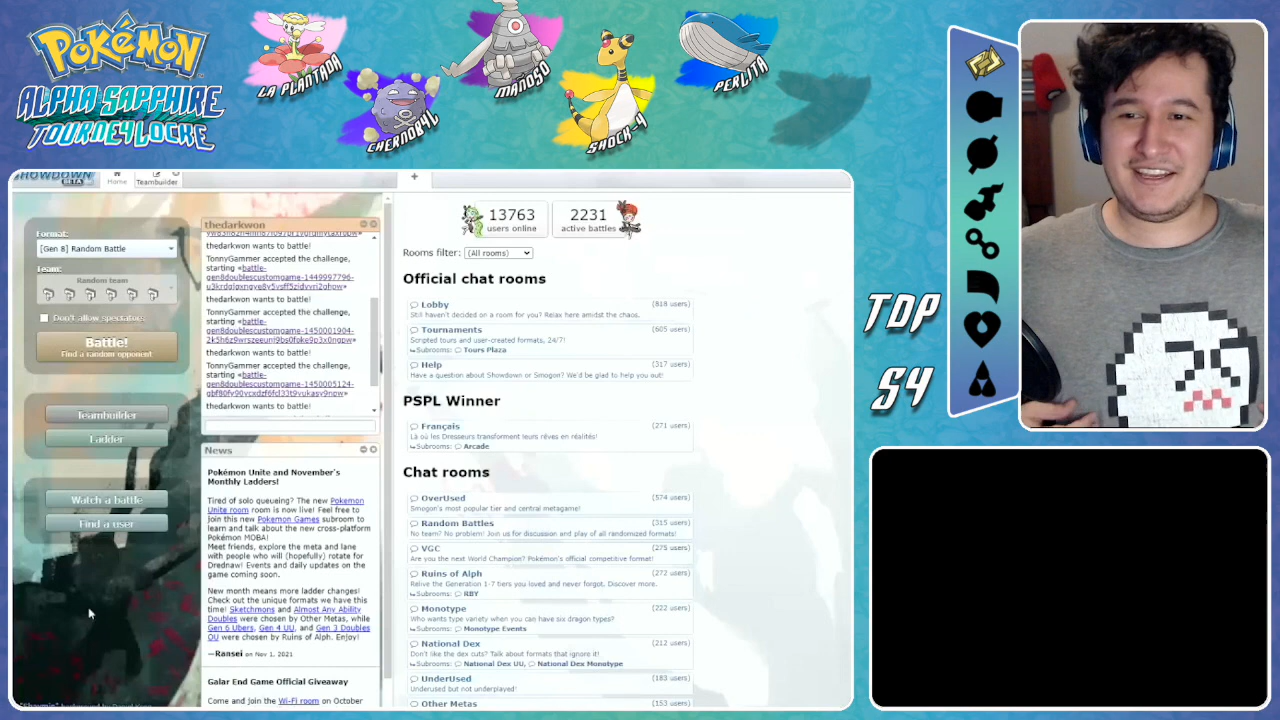 POKéMON
ALPHA SAPPHIRE
TOURNEYLOCKE
LA PLANTADA
CHERNOBYL
MANOSO
SHOCK-Y
PERLITA
TDP
S4
HOWDOWN
BETA
Home
Teambuilder
+
Format:
[Gen 8] Random Battle
Team:
Random team
Don't allow spectators
Battle!
Find a random opponent
Teambuilder
Ladder
Watch a battle
Find a user
thedarkwon
thedarkwon wants to battle!
TonnyGammer accepted the challenge,
starting «battle-
gen8doublescustomgame-1449997796-
thedarkwon wants to battle!
TonnyGammer accepted the challenge,
starting «battle-
gen8doublescustomgame-1450001904-
thedarkwon wants to battle!
TonnyGammer accepted the challenge,
starting «battle-
gen8doublescustomgame-1450005124-
thedarkwon wants to battle!
News
Pokémon Unite and November's
Monthly Ladders!
Tired of solo queueing? The new Pokemon
Unite room room is now live! Feel free to
join this new Pokemon Games subroom to
learn and talk about the new cross-platform
Pokémon MOBA!
Meet friends, explore the meta and lane
with people who will (hopefully) rotate for
Drednaw! Events and daily updates on the
game coming soon.
New month means more ladder changes!
Check out the unique formats we have this
time! Sketchmons and Almost Any Ability
Doubles were chosen by Other Metas, while
Gen 6 Ubers, Gen 4 UU, and Gen 3 Doubles
OU were chosen by Ruins of Alph. Enjoy!
—Ransei on Nov 1, 2021
Galar End Game Official Giveaway
Come and join the Wi-Fi room on October
13763
users online
2231
active battles
Rooms filter: (All rooms)
Official chat rooms
Lobby (818 users)
Still haven't decided on a room for you? Relax here amidst the chaos.
Tournaments (605 users)
Scripted tours and user-created formats, 24/7!
Subrooms: Tours Plaza
Help (317 users)
Have a question about Showdown or Smogon? We'd be glad to help you out!
PSPL Winner
Français (271 users)
Là où les Dresseurs transforment leurs rêves en réalités!
Subrooms: Arcade
Chat rooms
OverUsed (574 users)
Smogon's most popular tier and central metagame!
Random Battles (315 users)
No team? No problem! Join us for discussion and play of all randomized formats!
VGC (275 users)
Are you the next World Champion? Pokémon's official competitive format!
Ruins of Alph (272 users)
Relive the Generation 1-7 tiers you loved and never forgot. Discover more.
Subrooms: RBY
Monotype (222 users)
Who wants type variety when you can have six dragon types?
Subrooms: Monotype Events
National Dex (212 users)
Don't like the dex cuts? Talk about formats that ignore it!
Subrooms: National Dex UU, National Dex Monotype
UnderUsed (183 users)
Underused but not underplayed!
Other Metas (153 users)